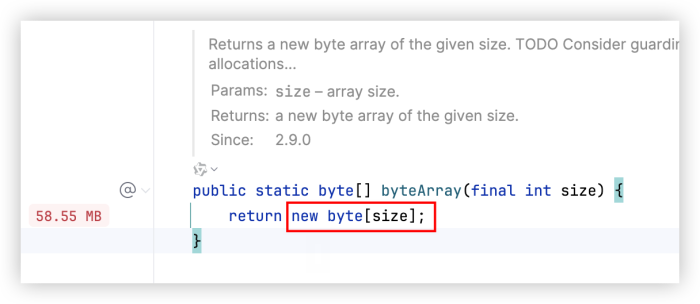 Returns a new byte array of the given size. TODO Consider guardin
allocations...
Params: size – array size.
Returns: a new byte array of the given size.
Since: 2.9.0
@
public static byte[] byteArray(final int size) {
58.55 MB return new byte[size];
}